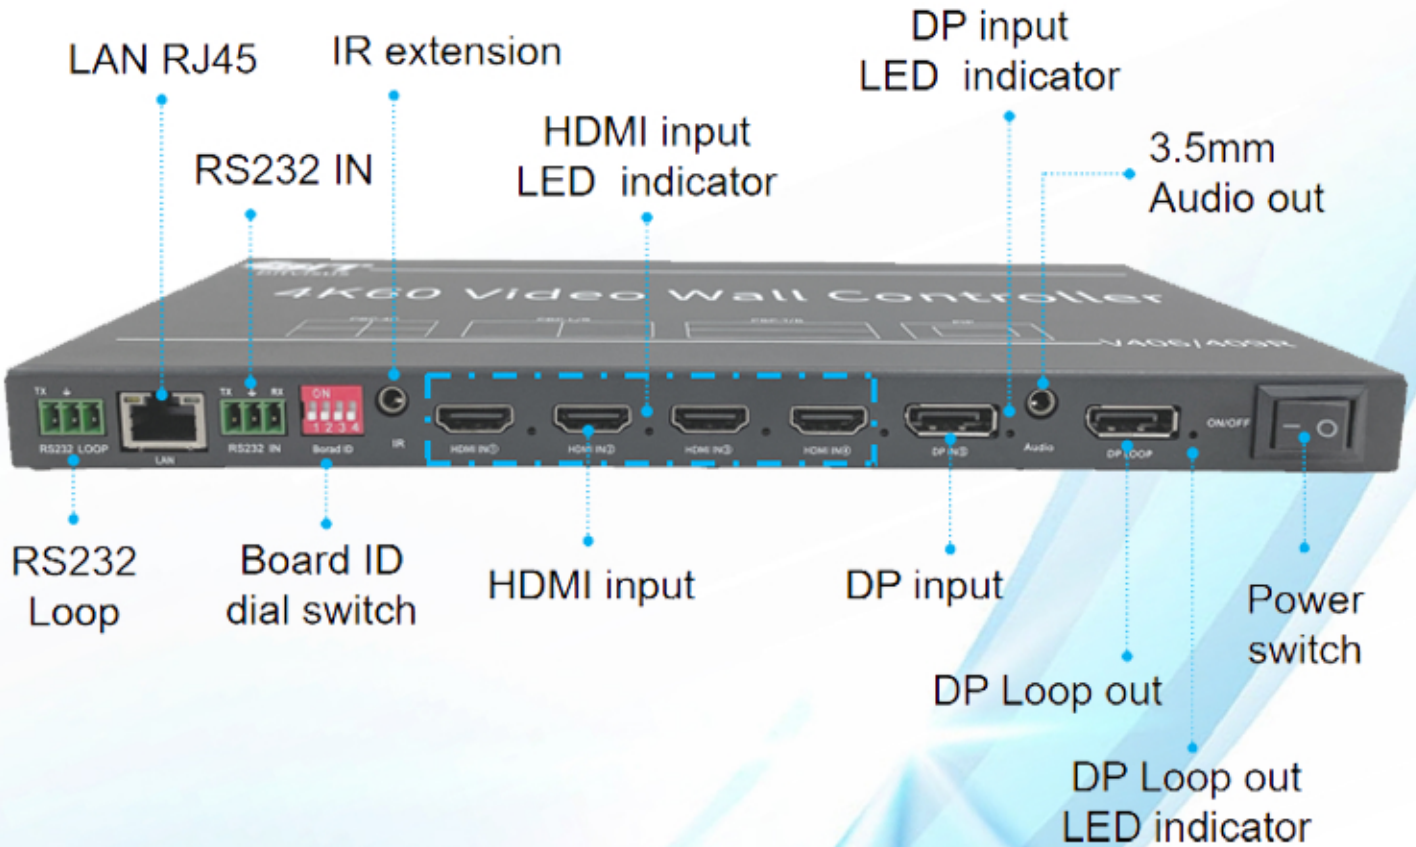 LAN RJ45
IR extension
DP input
LED indicator
HDMI input
LED indicator
3.5mm
Audio out
RS232 IN
4K60 Video Wall Controller
V406/409R
TX
RS232 LOOP
LAN
TX
RX
RS232 IN
ON
1 2 3 4
Borad ID
IR
HDMI IN①
HDMI IN②
HDMI IN③
HDMI IN④
DP IN⑤
Audio
DP LOOP
ON/OFF
RS232
Loop
Board ID
dial switch
HDMI input
DP input
Power
switch
DP Loop out
DP Loop out
LED indicator